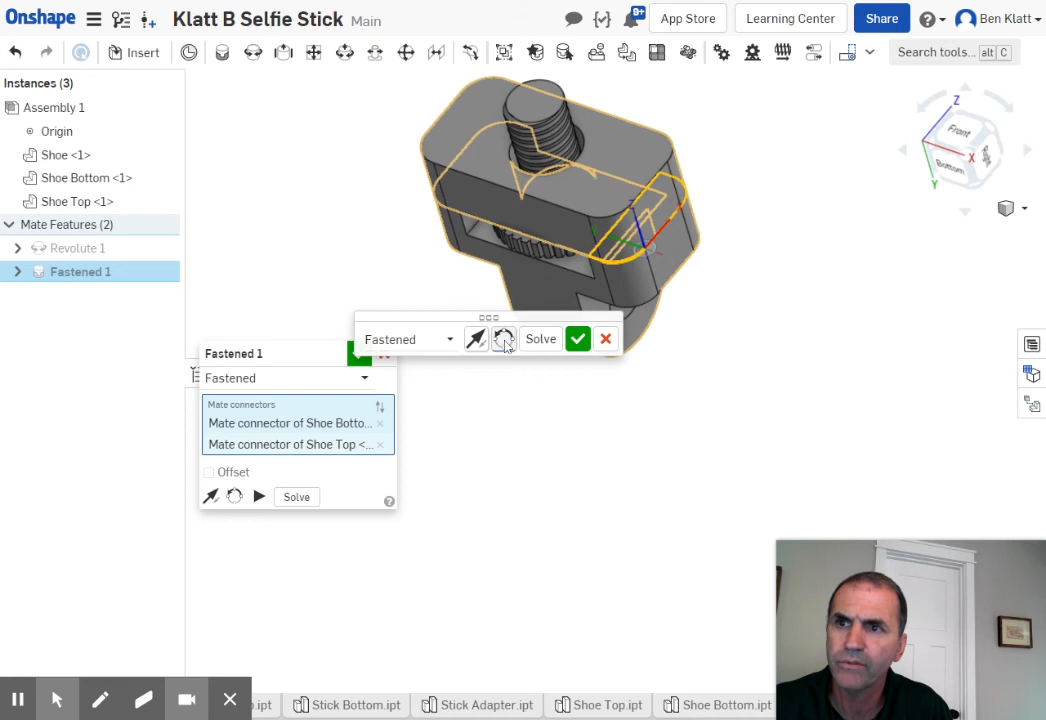 Onshape
Klatt B Selfie Stick Main
9+
App Store
Learning Center
Share
Ben Klatt
Insert
Search tools... alt C
Instances (3)
Assembly 1
Origin
Shoe <1>
Shoe Bottom <1>
Shoe Top <1>
Mate Features (2)
Revolute 1
Fastened 1
Z
Front
X
Bottom
Y
Fastened
Solve
Fastened 1
Fastened
Mate connectors
Mate connector of Shoe Botto...
Mate connector of Shoe Top <...
Offset
Solve
.ipt
Stick Bottom.ipt
Stick Adapter.ipt
Shoe Top.ipt
Shoe Bottom.ipt